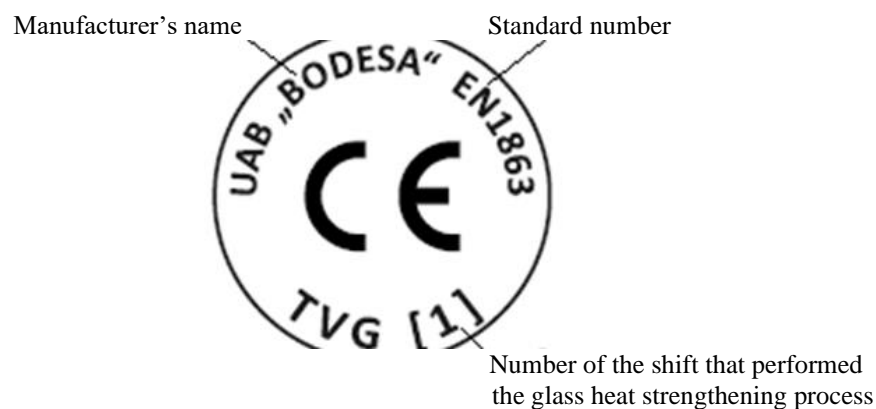 Manufacturer’s name
Standard number
UAB „BODESA“ EN1863
CE
TVG [1]
Number of the shift that performed
the glass heat strengthening process